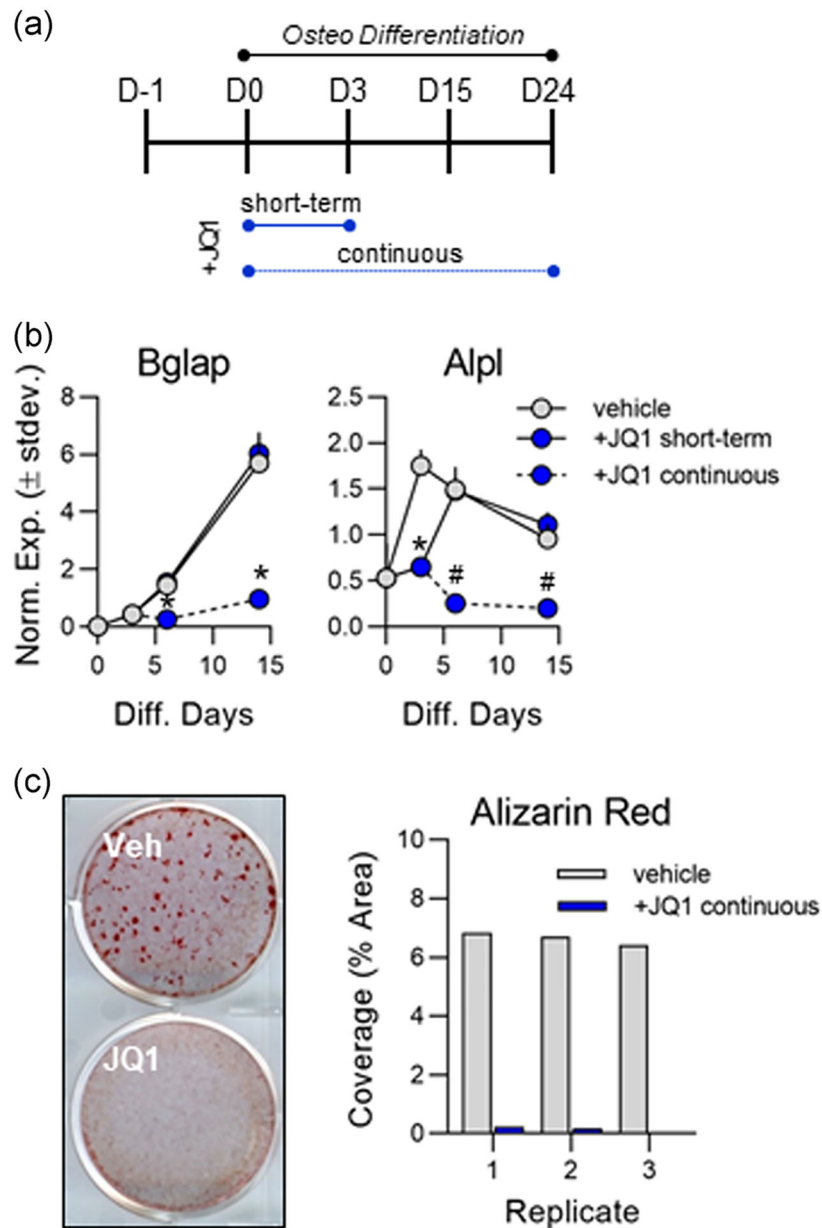 (a)
Osteo Differentiation
D-1 D0 D3 D15 D24
+JQ1
short-term
continuous
(b)
Bglap
Norm. Exp. (± stdev.)
8
6
4
2
0
*
*
0 5 10 15
Diff. Days
Alpl
2.5
2.0
1.5
1.0
0.5
0.0
*
#
#
0 5 10 15
Diff. Days
vehicle
+JQ1 short-term
+JQ1 continuous
(c)
Veh
JQ1
Alizarin Red
Coverage (% Area)
10
8
6
4
2
0
vehicle
+JQ1 continuous
1 2 3
Replicate